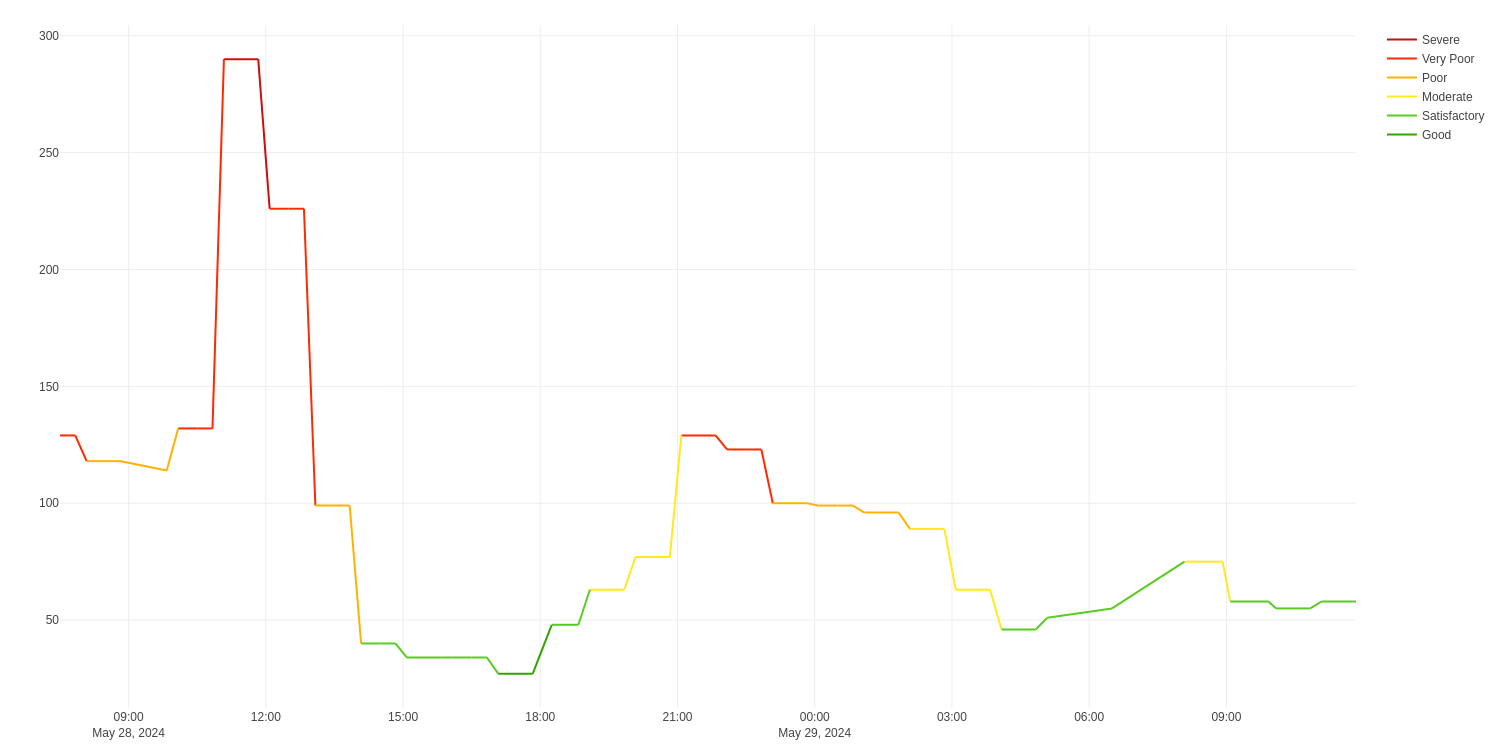 300
250
200
150
100
50
09:00
May 28, 2024
12:00
15:00
18:00
21:00
00:00
May 29, 2024
03:00
06:00
09:00
Severe
Very Poor
Poor
Moderate
Satisfactory
Good